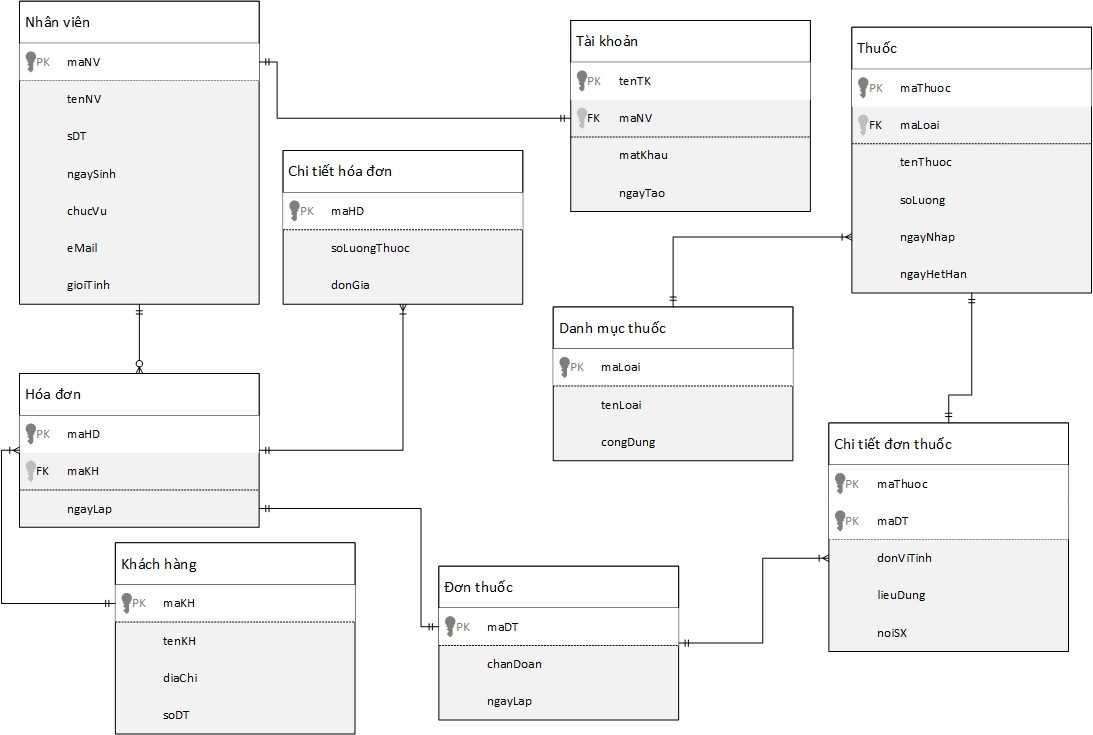 Nhân viên
PK maNV
tenNV
sDT
ngaySinh
chucVu
eMail
gioiTinh
Tài khoản
PK tenTK
FK maNV
matKhau
ngayTao
Thuốc
PK maThuoc
FK maLoai
tenThuoc
soLuong
ngayNhap
ngayHetHan
Chi tiết hóa đơn
PK maHD
soLuongThuoc
donGia
Danh mục thuốc
PK maLoai
tenLoai
congDung
Hóa đơn
PK maHD
FK maKH
ngayLap
Chi tiết đơn thuốc
PK maThuoc
PK maDT
donViTinh
lieuDung
noiSX
Khách hàng
PK maKH
tenKH
diaChi
soDT
Đơn thuốc
PK maDT
chanDoan
ngayLap